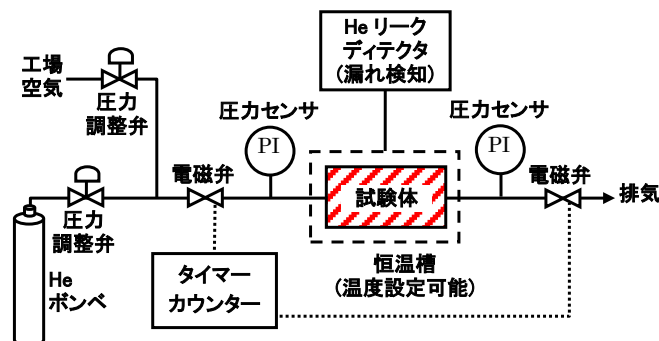 He リーク
ディテクタ
(漏れ検知)
工場
空気
圧力
調整弁
圧力センサ
PI
圧力センサ
PI
電磁弁
試験体
電磁弁
排気
圧力
調整弁
He
ボンベ
タイマー
カウンター
恒温槽
(温度設定可能)